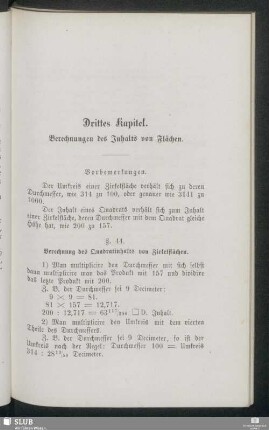 Drittes Kapitel.
Berechnungen des Inhalts von Flächen.
Vorbemerkungen.
Der Umkreis einer Zirkelfläche verhält sich zu deren
Durchmesser, wie 314 zu 100, oder genauer wie 3141 zu
1000.
Der Inhalt eines Quadrats verhält sich zum Inhalt
einer Zirkelfläche, deren Durchmesser mit dem Quadrat gleiche
Höhe hat, wie 200 zu 157.
§. 44.
Berechnung des Quadratinhalts von Zirkelflächen.
1) Man multiplicire den Durchmesser mit sich selbst
dann multiplicire man das Produkt mit 157 und dividire
das letzte Produkt mit 200.
Z. B. der Durchmesser sei 9 Decimeter:
9 × 9 = 81.
81 × 157 = 12,717.
200 : 12,717 = 63 □D. Inhalt.
2) Man multiplicire den Umkreis mit dem vierten
Theile des Durchmessers.
Z. B. der Durchmesser sei 9 Decimeter, so ist der
Umkreis nach der Regel: Durchmesser 100 = Umkreis
314 : 28 Decimeter.
SLUB